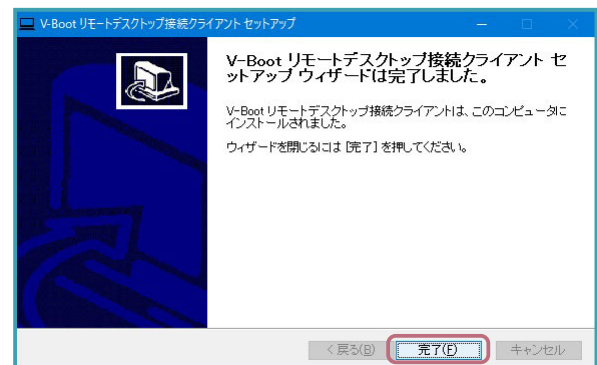 V-Boot リモートデスクトップ接続クライアント セットアップ
V-Boot リモートデスクトップ接続クライアント セ
ットアップ ウィザードは完了しました。
V-Boot リモートデスクトップ接続クライアントは、このコンピュータに
インストールされました。
ウィザードを閉じるには [完了] を押してください。
< 戻る(B)
完了(F)
キャンセル